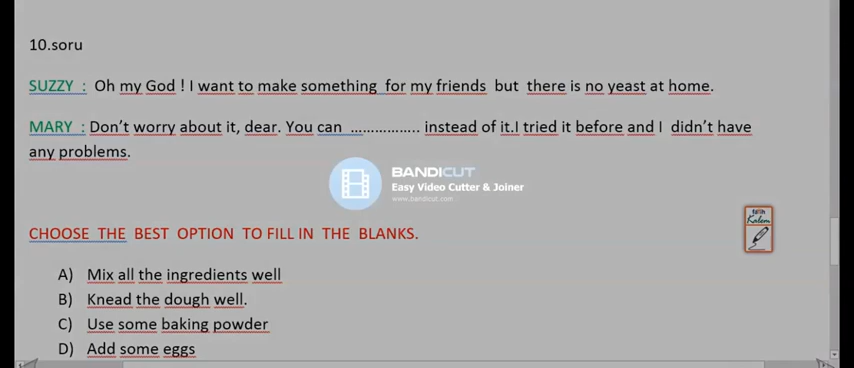 10.soru
SUZZY : Oh my God ! I want to make something for my friends but there is no yeast at home.
MARY : Don't worry about it, dear. You can ………………. instead of it.I tried it before and I didn't have
any problems.
BANDICUT
Easy Video Cutter & Joiner
www.bandicut.com
fatih
Kalem
CHOOSE THE BEST OPTION TO FILL IN THE BLANKS.
A) Mix all the ingredients well
B) Knead the dough well.
C) Use some baking powder
D) Add some eggs